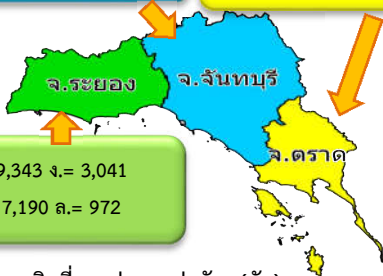 จ.ระยอง
จ.จันทบุรี
จ.ตราด
9,343 ง.= 3,041
7,190 ล.= 972